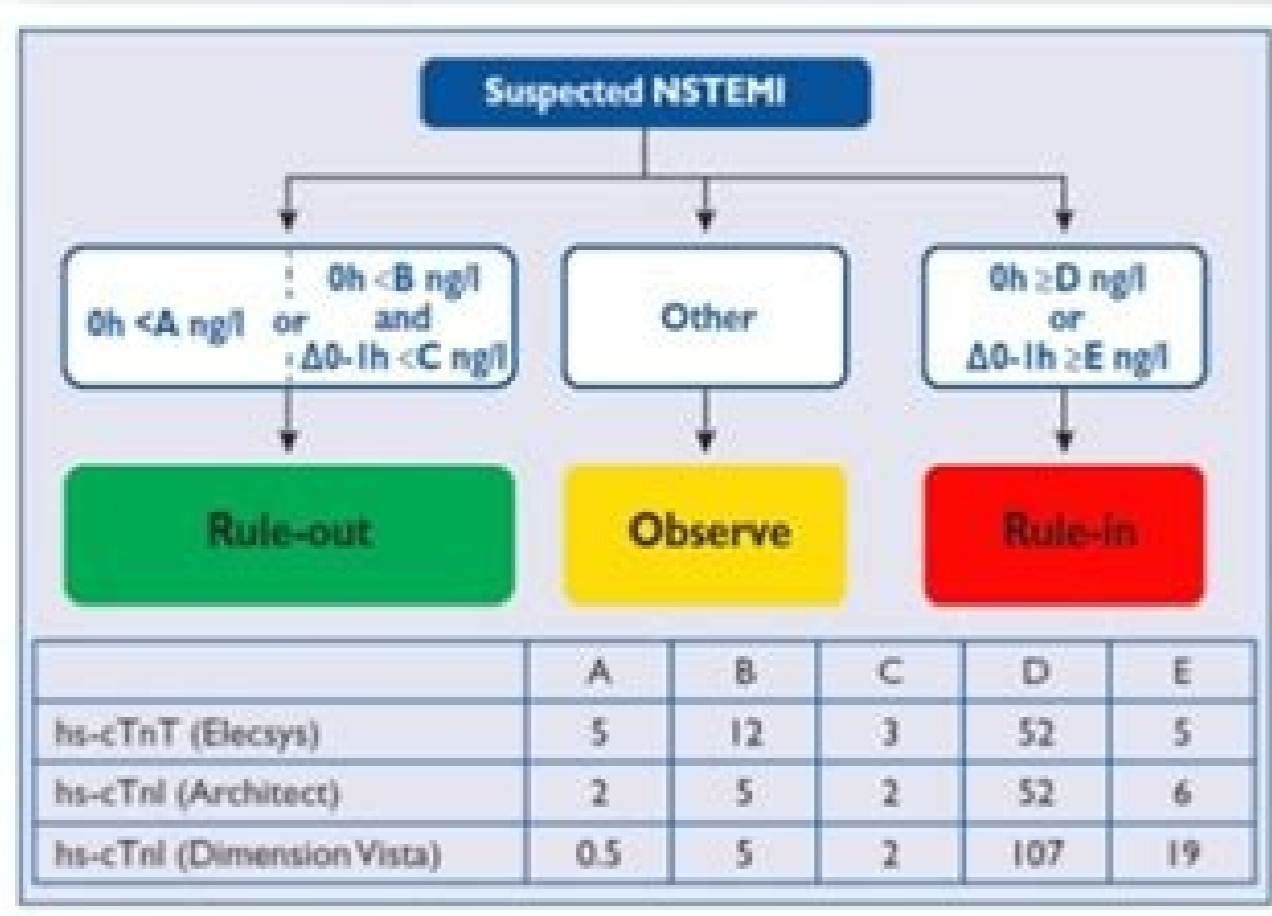 Suspected NSTEMI
0h <A ng/l or 0h <B ng/l and Δ0-1h <C ng/l
Other
0h ≥D ng/l
or
Δ0-1h ≥E ng/l
Rule-out
Observe
Rule-in
A B C D E
hs-cTnT (Elecsys) 5 12 3 52 5
hs-cTnI (Architect) 2 5 2 52 6
hs-cTnI (Dimension Vista) 0.5 5 2 107 19